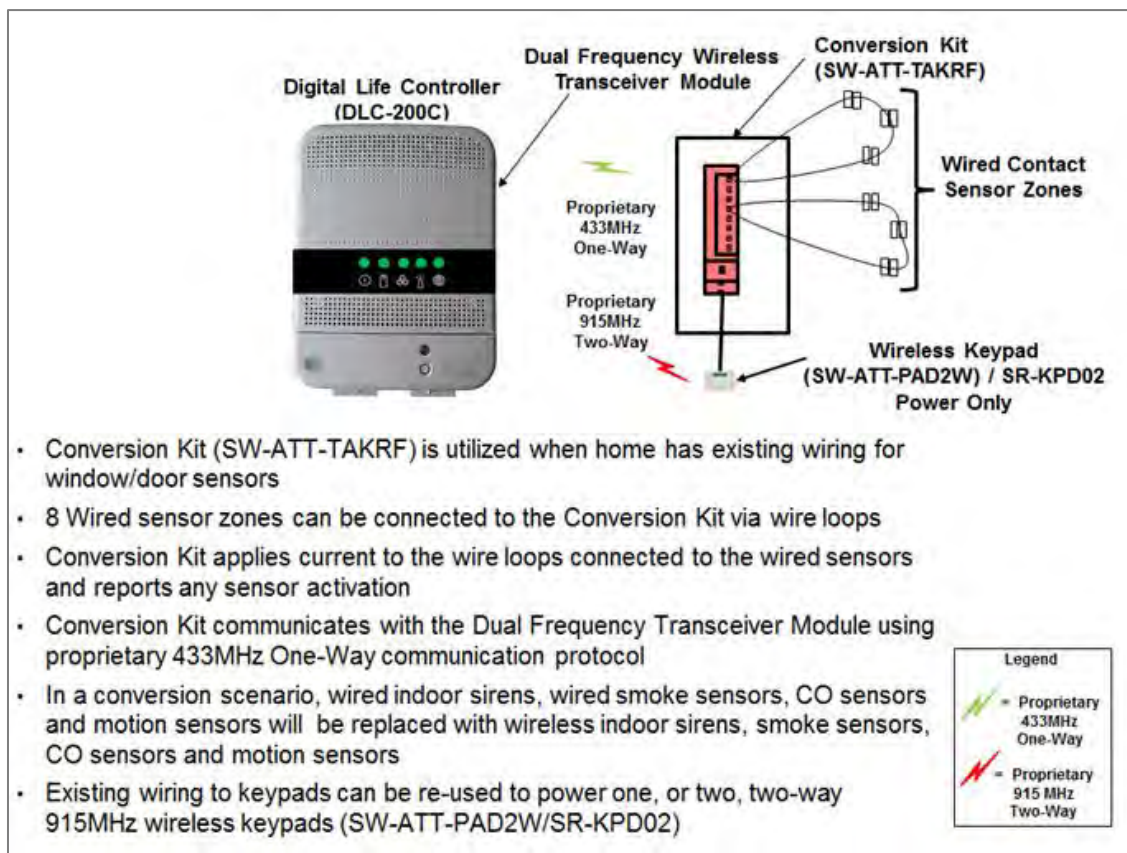 Digital Life Controller
(DLC-200C)
Dual Frequency Wireless
Transceiver Module
Conversion Kit
(SW-ATT-TAKRF)
Wired Contact
Sensor Zones
Proprietary
433MHz
One-Way
Proprietary
915MHz
Two-Way
Wireless Keypad
(SW-ATT-PAD2W) / SR-KPD02
Power Only
• Conversion Kit (SW-ATT-TAKRF) is utilized when home has existing wiring for
window/door sensors
• 8 Wired sensor zones can be connected to the Conversion Kit via wire loops
• Conversion Kit applies current to the wire loops connected to the wired sensors
and reports any sensor activation
• Conversion Kit communicates with the Dual Frequency Transceiver Module using
proprietary 433MHz One-Way communication protocol
• In a conversion scenario, wired indoor sirens, wired smoke sensors, CO sensors
and motion sensors will be replaced with wireless indoor sirens, smoke sensors,
CO sensors and motion sensors
• Existing wiring to keypads can be re-used to power one, or two, two-way
915MHz wireless keypads (SW-ATT-PAD2W/SR-KPD02)
Legend
= Proprietary
433MHz
One-Way
= Proprietary
915 MHz
Two-Way